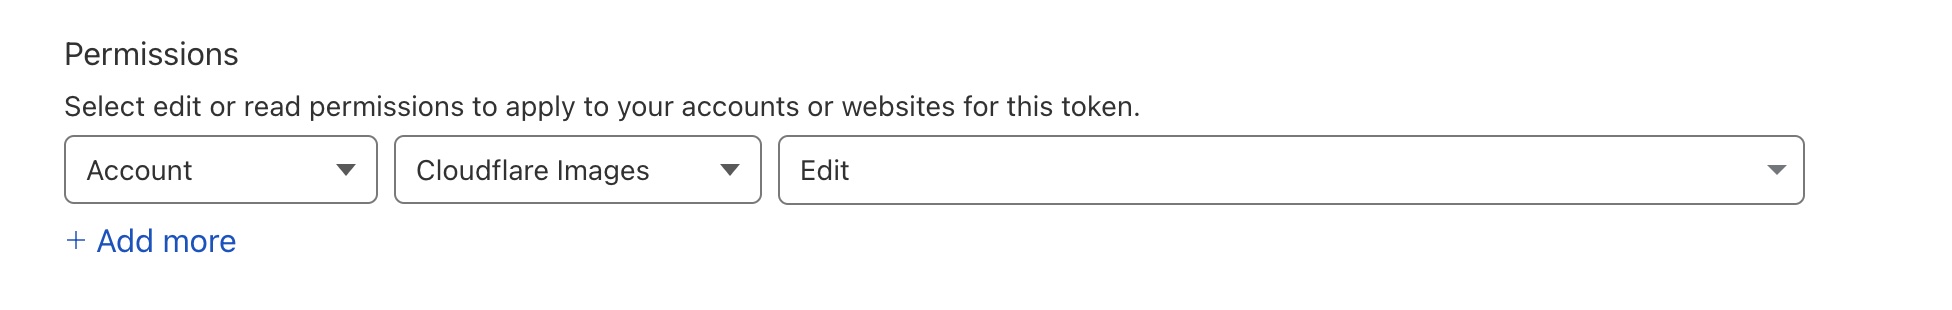 Permissions
Select edit or read permissions to apply to your accounts or websites for this token.
Account Cloudflare Images Edit
+ Add more